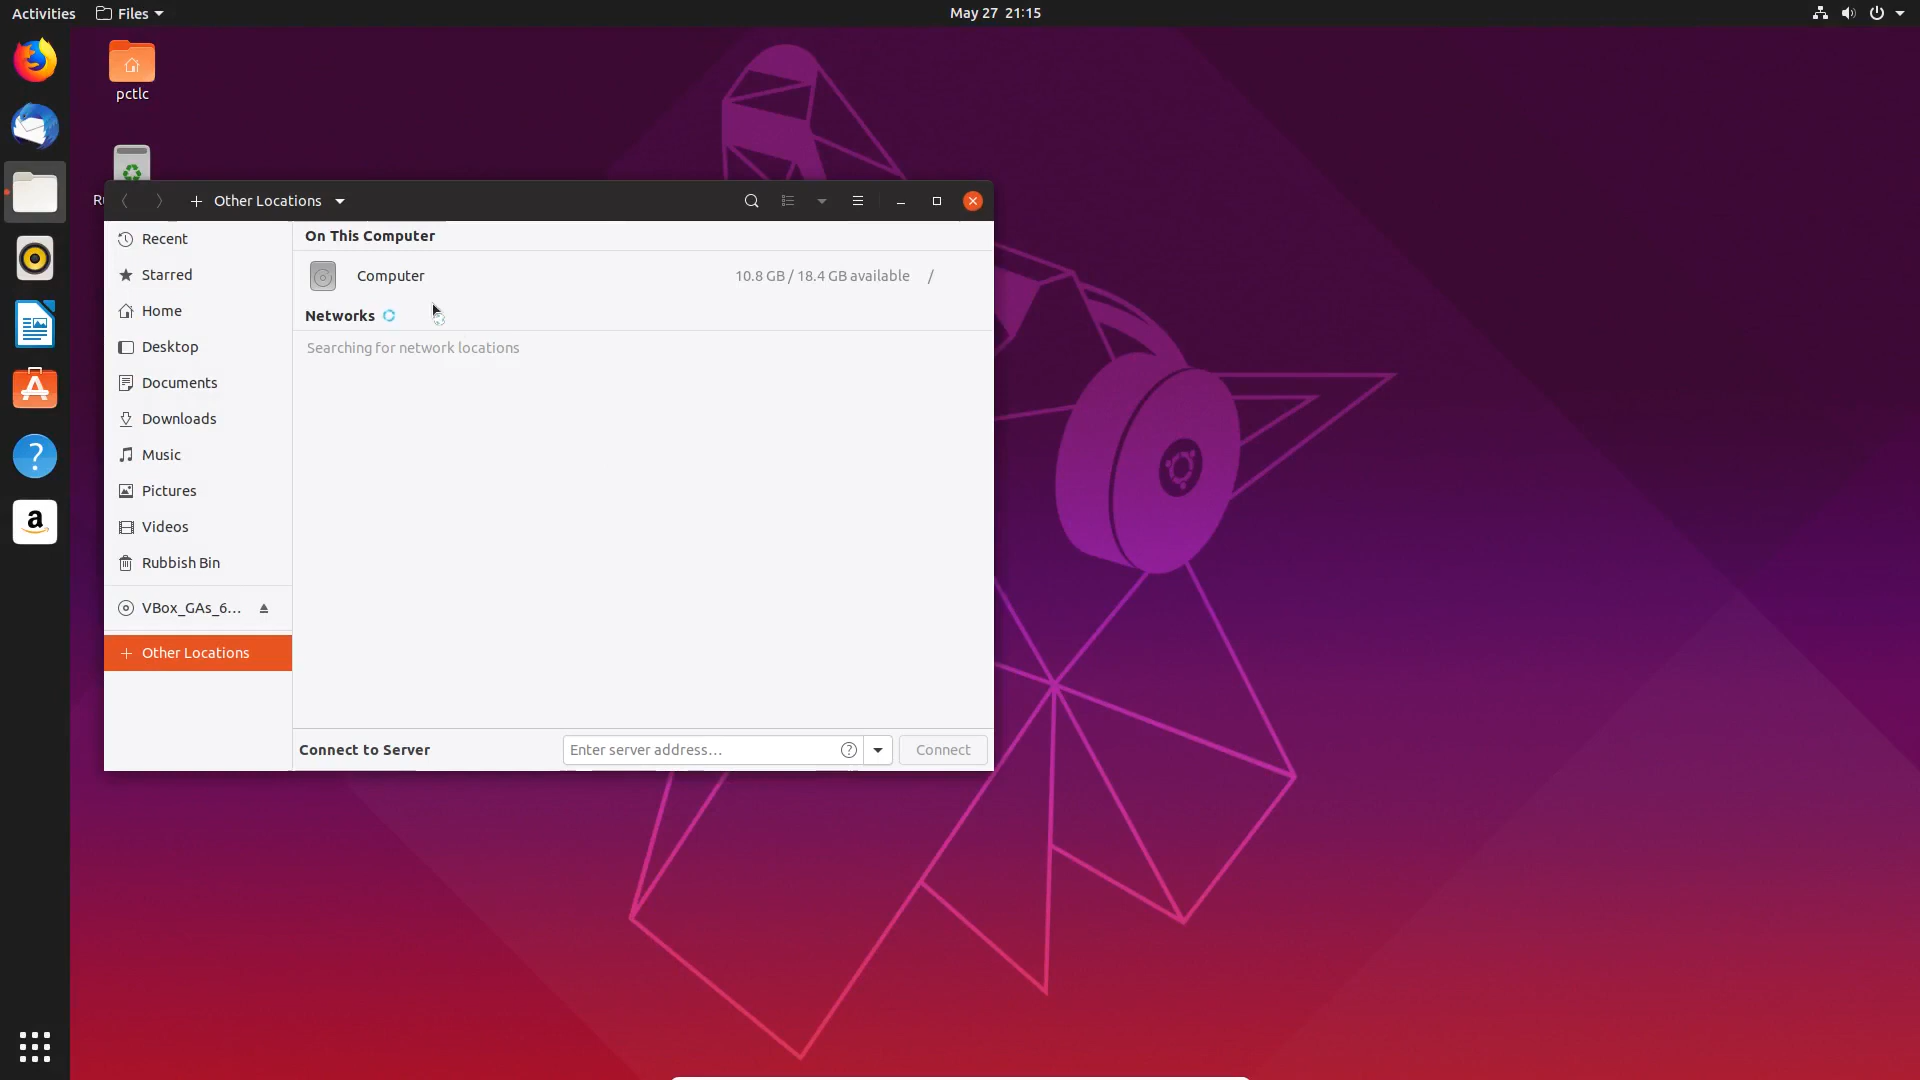 Activities
Files
May 27 21:15
pctlc
Other Locations
Recent
Starred
Home
Desktop
Documents
Downloads
Music
Pictures
Videos
Rubbish Bin
VBox_GAs_6...
Other Locations
On This Computer
Computer
10.8 GB / 18.4 GB available
/
Networks
Searching for network locations
Connect to Server
Enter server address...
?
Connect
?
a